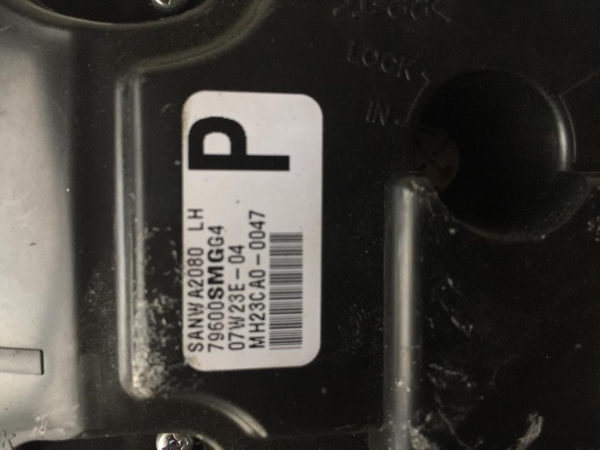 P
SANWA2080 LH
79600SMGG4
07W23E-04
MH23CA0-0047
LOCK
IN